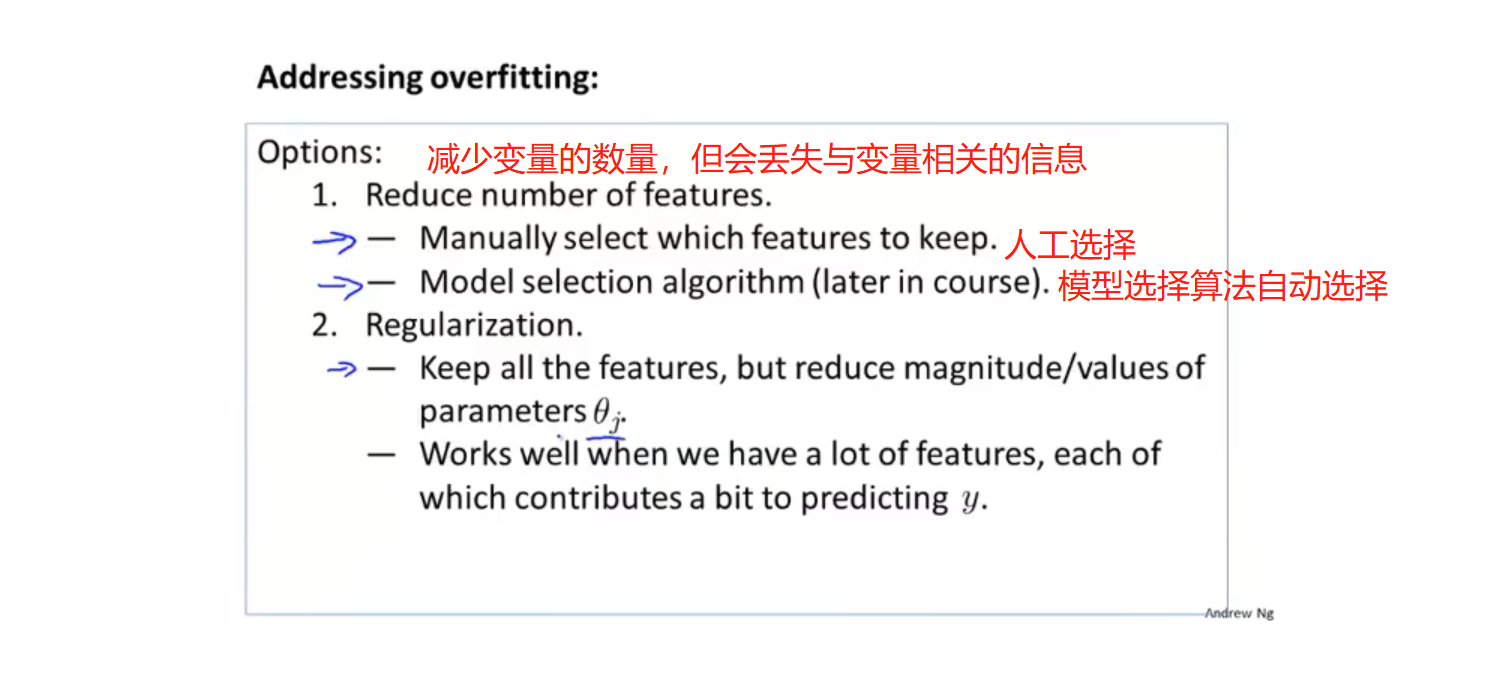 Addressing overfitting:
Options: 减少变量的数量，但会丢失与变量相关的信息
1. Reduce number of features.
— Manually select which features to keep. 人工选择
— Model selection algorithm (later in course). 模型选择算法自动选择
2. Regularization.
— Keep all the features, but reduce magnitude/values of
parameters θⱼ.
— Works well when we have a lot of features, each of
which contributes a bit to predicting y.
Andrew Ng